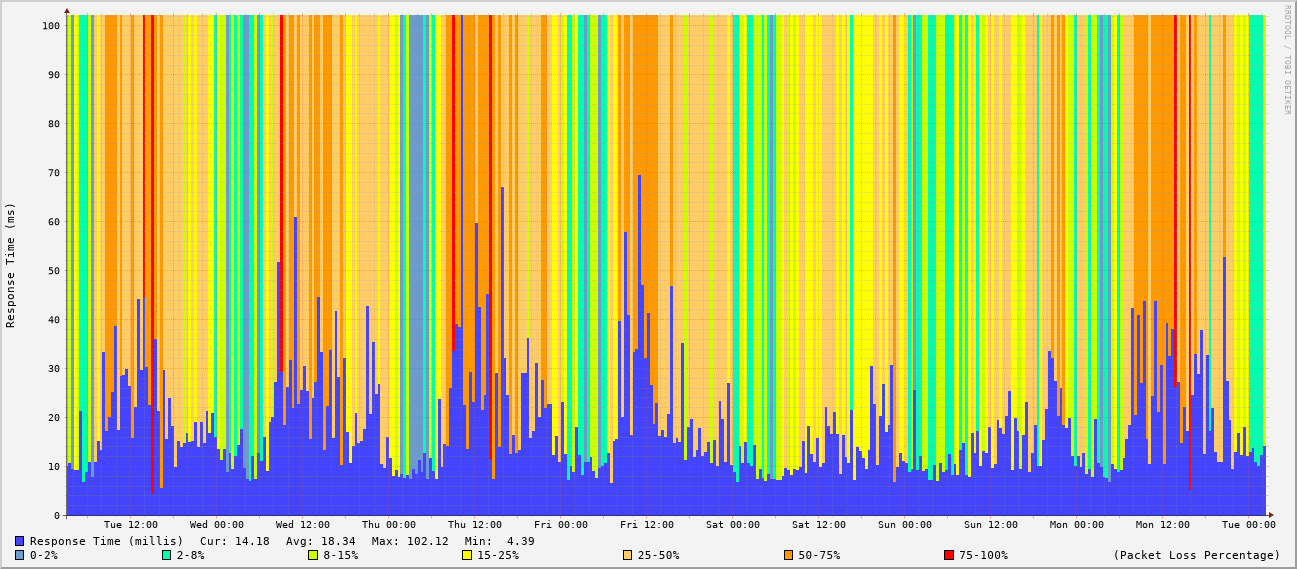 RRDTOOL / TOBI OETIKER
Response Time (ms)
100
90
80
70
60
50
40
30
20
10
0
Tue 12:00 Wed 00:00 Wed 12:00 Thu 00:00 Thu 12:00 Fri 00:00 Fri 12:00 Sat 00:00 Sat 12:00 Sun 00:00 Sun 12:00 Mon 00:00 Mon 12:00 Tue 00:00
Response Time (millis) Cur: 14.18 Avg: 18.34 Max: 102.12 Min: 4.39
0-2% 2-8% 8-15% 15-25% 25-50% 50-75% 75-100% (Packet Loss Percentage)